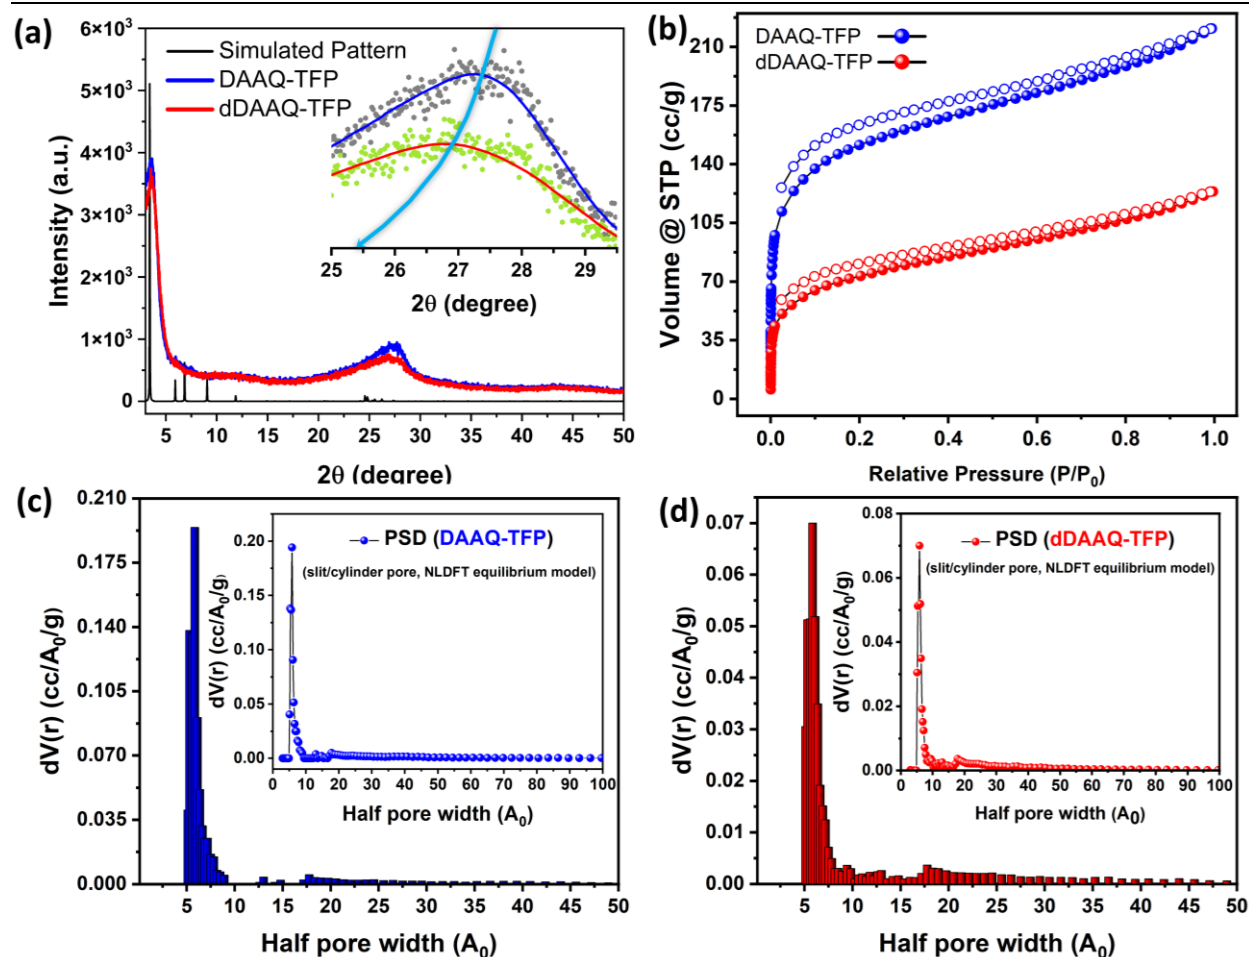 (a)
6×10³
5×10³
4×10³
3×10³
2×10³
1×10³
0
Intensity (a.u.)
Simulated Pattern
DAAQ-TFP
dDAAQ-TFP
25 26 27 28 29
2θ (degree)
5 10 15 20 25 30 35 40 45 50
2θ (degree)
(b)
210
175
140
105
70
35
0
Volume @ STP (cc/g)
DAAQ-TFP
dDAAQ-TFP
0.0 0.2 0.4 0.6 0.8 1.0
Relative Pressure (P/P₀)
(c)
0.210
0.175
0.140
0.105
0.070
0.035
0.000
dV(r) (cc/A₀/g)
0.20
0.15
0.10
0.05
0.00
dV(r) (cc/A₀/g)
PSD (DAAQ-TFP)
(slit/cylinder pore, NLDFT equilibrium model)
0 10 20 30 40 50 60 70 80 90 100
Half pore width (A₀)
5 10 15 20 25 30 35 40 45 50
Half pore width (A₀)
(d)
0.07
0.06
0.05
0.04
0.03
0.02
0.01
0.00
dV(r) (cc/A₀/g)
0.08
0.06
0.04
0.02
0.00
dV(r) (cc/A₀/g)
PSD (dDAAQ-TFP)
(slit/cylinder pore, NLDFT equilibrium model)
0 10 20 30 40 50 60 70 80 90 100
Half pore width (A0)
5 10 15 20 25 30 35 40 45 50
Half pore width (A₀)